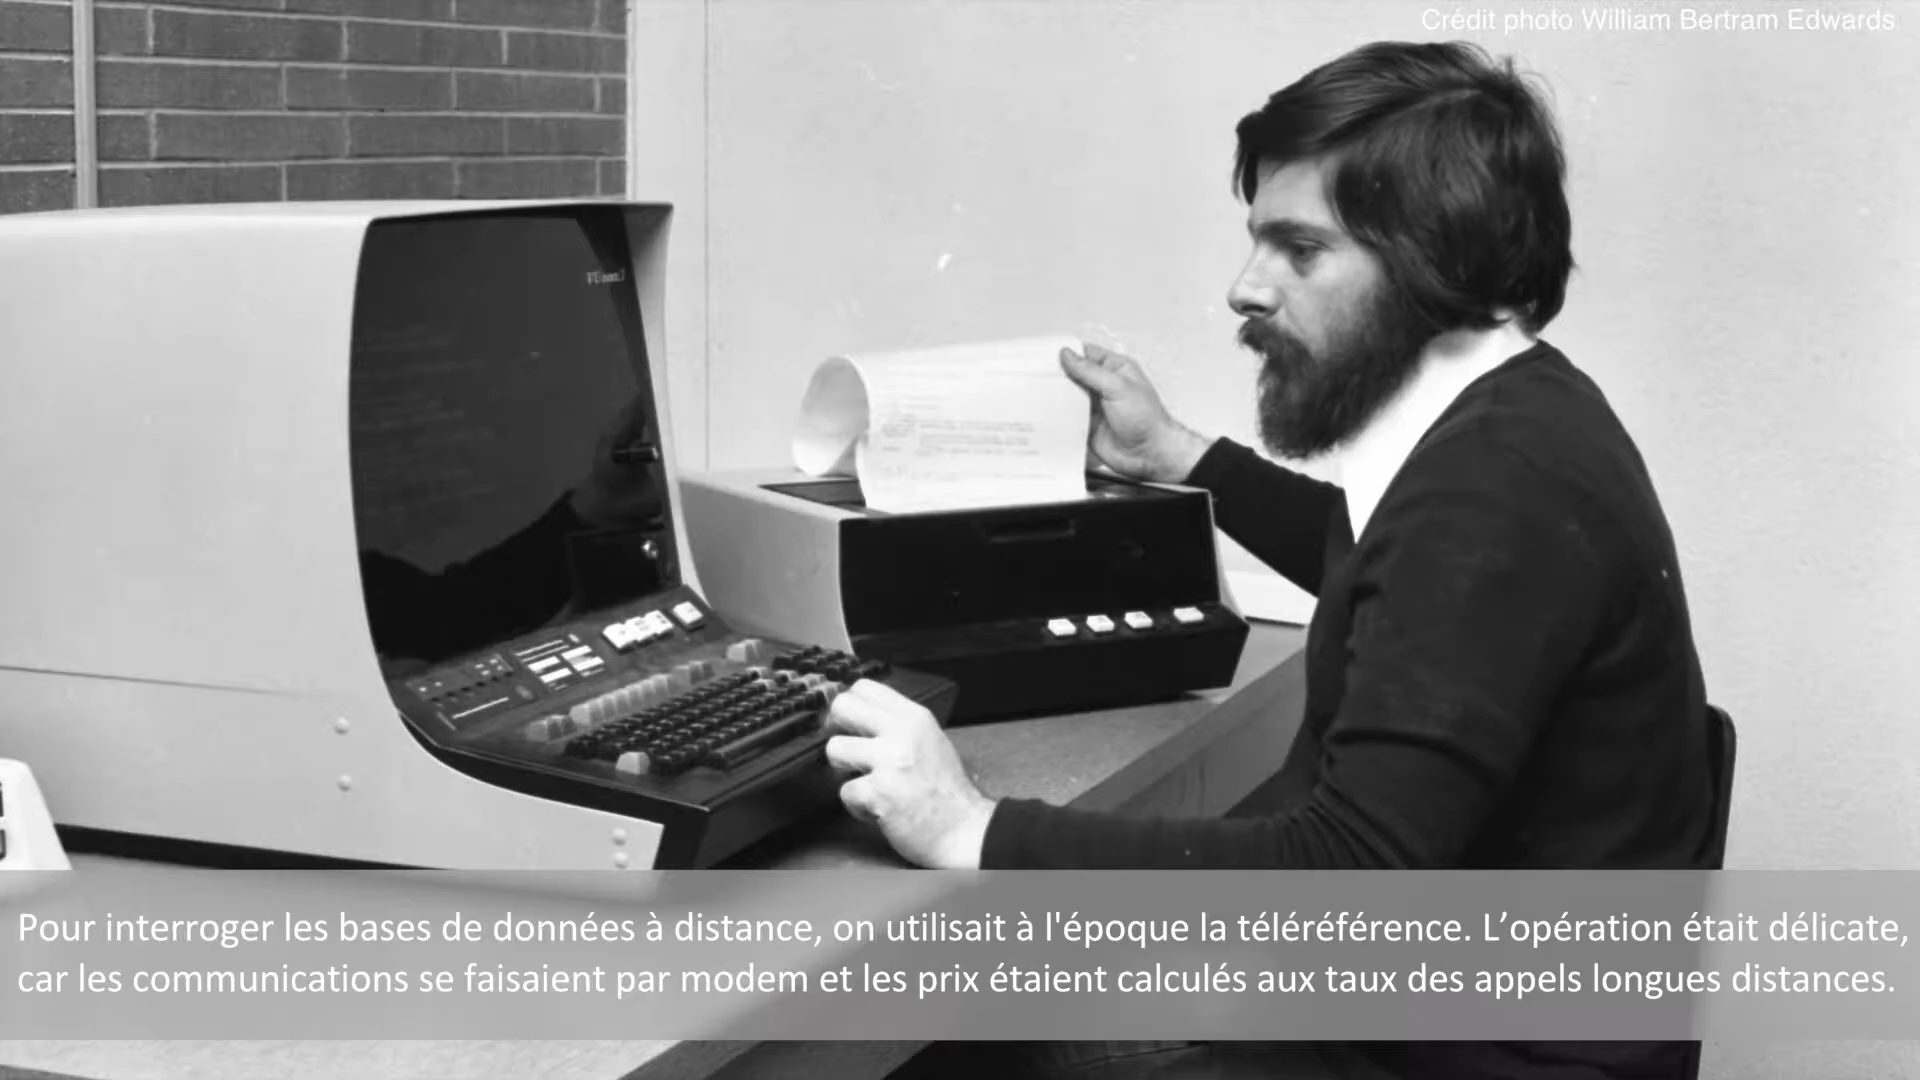 Crédit photo William Bertram Edwards
Pour interroger les bases de données à distance, on utilisait à l'époque la téléréférence. L’opération était délicate,
car les communications se faisaient par modem et les prix étaient calculés aux taux des appels longues distances.